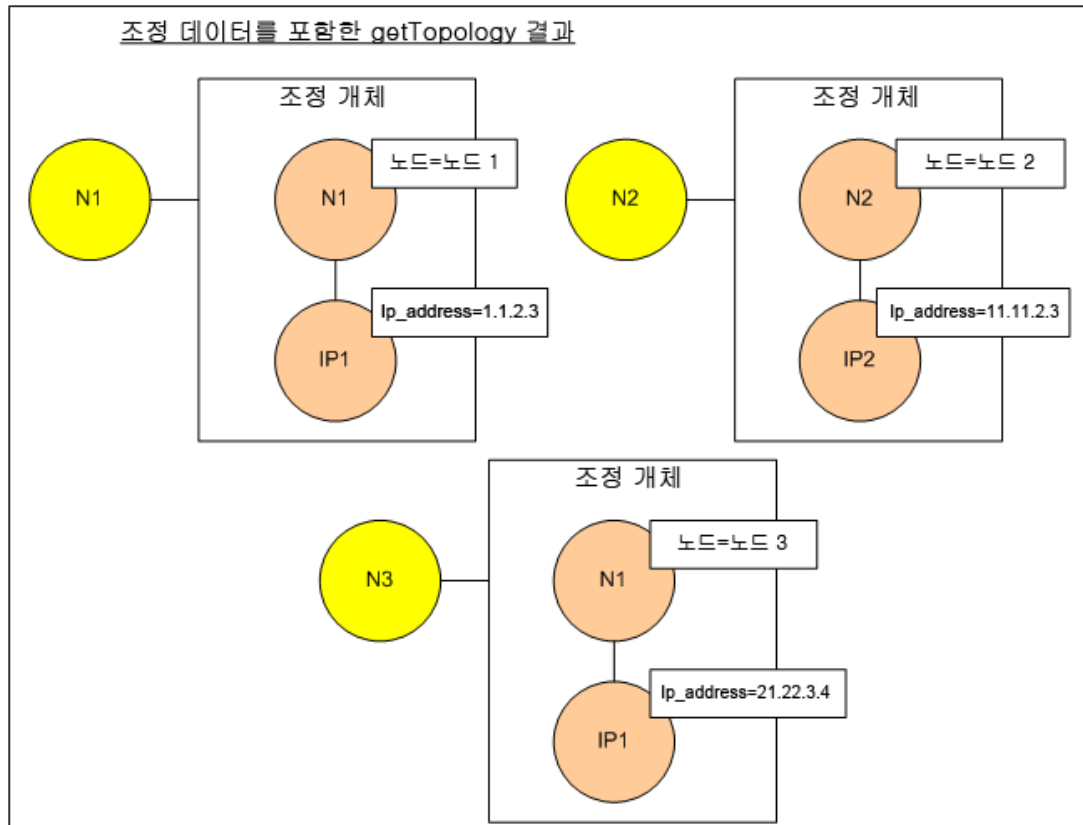 조정 데이터를 포함한 getTopology 결과
조정 개체
노드=노드 1
N1
N1
Ip_address=1.1.2.3
IP1
조정 개체
노드=노드 2
N2
N2
Ip_address=11.11.2.3
IP2
조정 개체
노드=노드 3
N3
N1
Ip_address=21.22.3.4
IP1